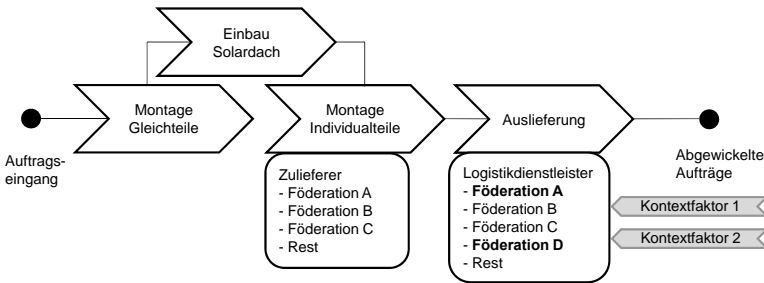 Einbau
Solardach
Montage
Gleichteile
Montage
Individualteile
Auslieferung
Auftrags-
eingang
Abgewickelte
Aufträge
Zulieferer
- Föderation A
- Föderation B
- Föderation C
- Rest
Logistikdienstleister
- Föderation A
- Föderation B
- Föderation C
- Föderation D
- Rest
Kontextfaktor 1
Kontextfaktor 2